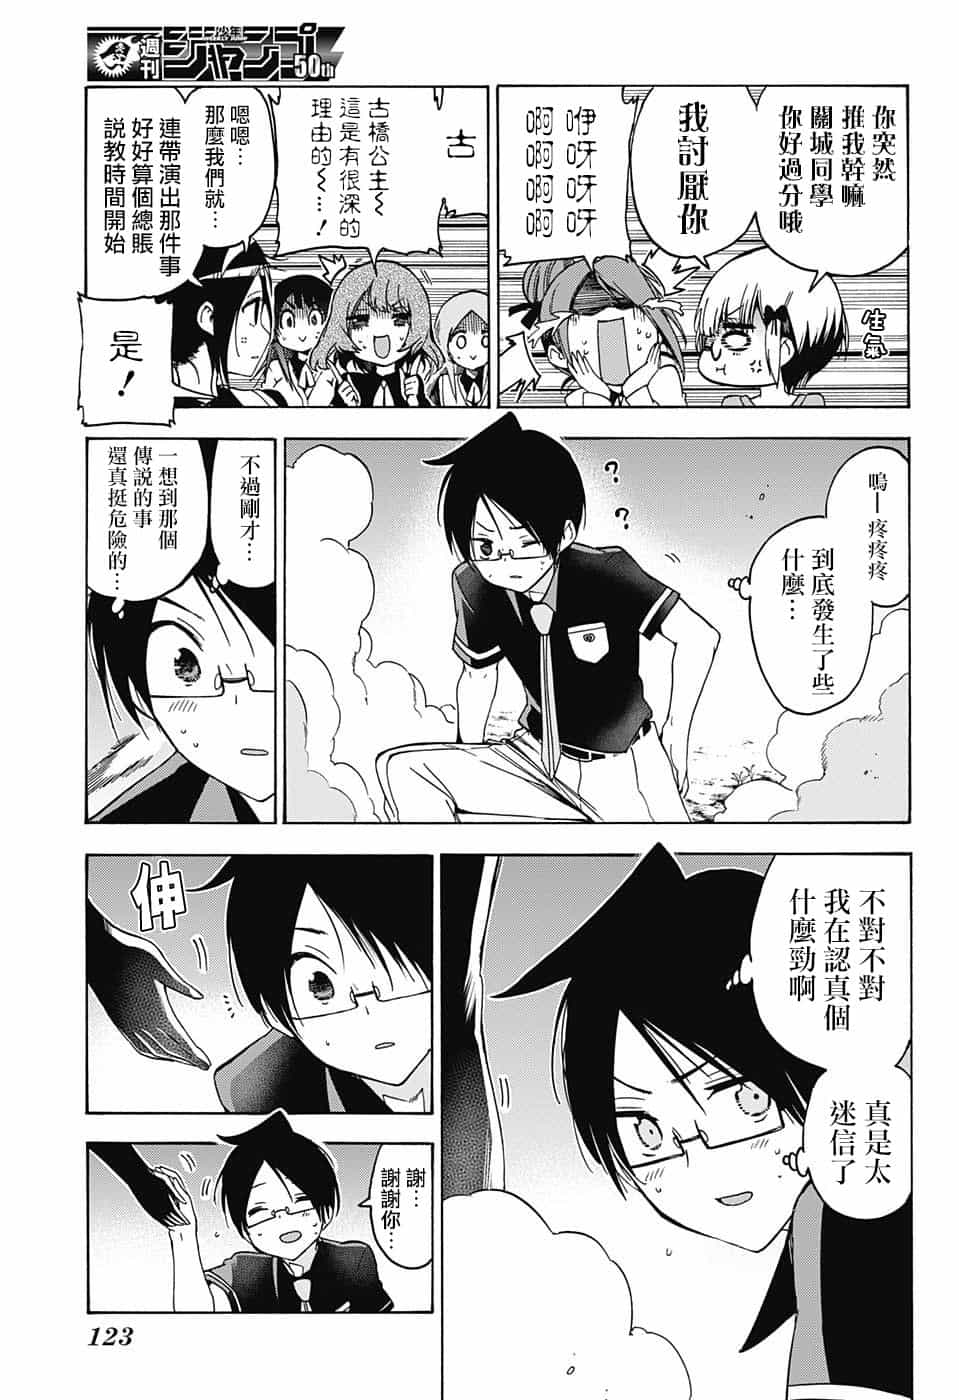 週刊
少年
ジャンプ
50th
你突然
推我幹嘛
關城同學
你好過分哦
生氣
我討厭你
咿呀呀呀
啊啊啊啊
古
古橋公主~
這是有很深的
理由的~~…!
嗯嗯…
那麼我們就…
連帶演出那件事
好好算個總賬
說教時間開始
是!
嗚ー疼疼疼
到底發生了些
什麼…
?
?
不過剛才…
一想到那個
傳說的事
還真挺危險的…
不對不對
我在認真個
什麼勁啊
真是太
迷信了
伸
謝…
謝謝你…
123